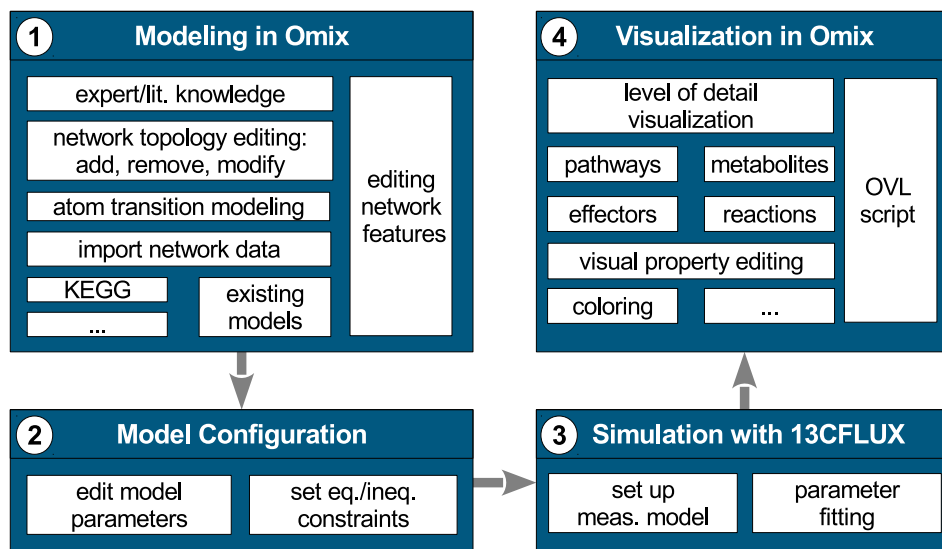 1 Modeling in Omix
expert/lit. knowledge
network topology editing:
add, remove, modify
atom transition modeling
import network data
KEGG
...
existing
models
editing
network
features
2 Model Configuration
edit model
parameters
set eq./ineq.
constraints
3 Simulation with 13CFLUX
set up
meas. model
parameter
fitting
4 Visualization in Omix
level of detail
visualization
pathways
metabolites
effectors
reactions
visual property editing
coloring
...
OVL
script